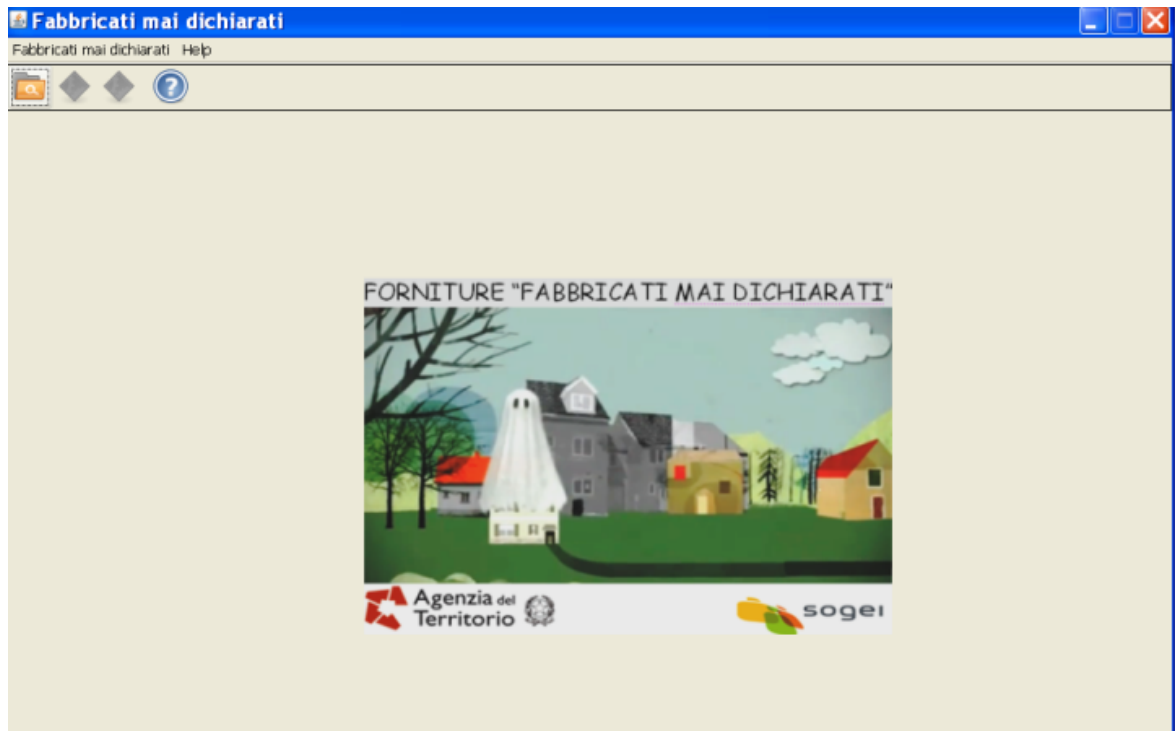 Fabbricati mai dichiarati
Fabbricati mai dichiarati Help
?
FORNITURE "FABBRICATI MAI DICHIARATI"
Agenzia del
Territorio
sogei